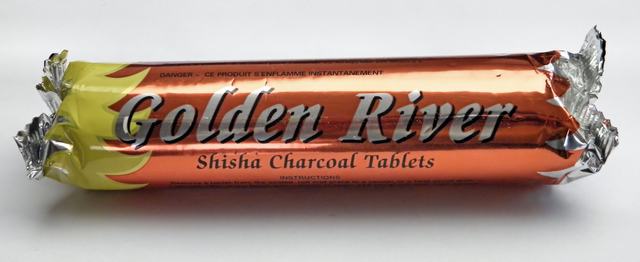 DANGER - CE PRODUIT S'ENFLAMME INSTANTANEMENT
Golden River
Shisha Charcoal Tablets
INSTRUCTIONS